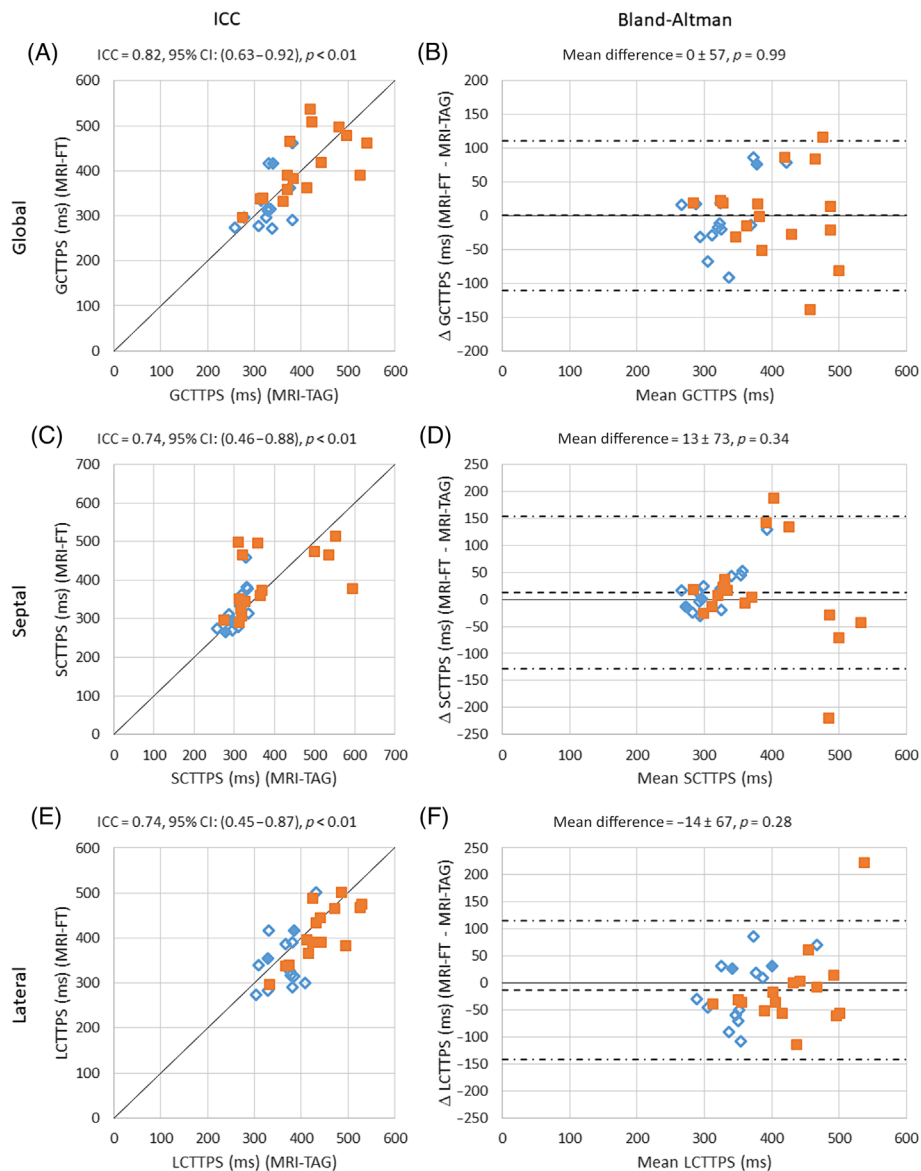 ICC
Bland-Altman
Global
(A)
ICC = 0.82, 95% CI: (0.63–0.92), p < 0.01
GCTTPS (ms) (MRI-FT)
600
500
400
300
200
100
0
0 100 200 300 400 500 600
GCTTPS (ms) (MRI-TAG)
(B)
Mean difference = 0 ± 57, p = 0.99
Δ GCTTPS (ms) (MRI-FT - MRI-TAG)
200
150
100
50
0
−50
−100
−150
−200
0 100 200 300 400 500 600
Mean GCTTPS (ms)
Septal
(C)
ICC = 0.74, 95% CI: (0.46–0.88), p < 0.01
SCTTPS (ms) (MRI-FT)
700
600
500
400
300
200
100
0
0 100 200 300 400 500 600 700
SCTTPS (ms) (MRI-TAG)
(D)
Mean difference = 13 ± 73, p = 0.34
Δ SCTTPS (ms) (MRI-FT - MRI-TAG)
250
200
150
100
50
0
−50
−100
−150
−200
−250
0 100 200 300 400 500 600
Mean SCTTPS (ms)
Lateral
(E)
ICC = 0.74, 95% CI: (0.45–0.87), p < 0.01
LCTTPS (ms) (MRI-FT)
600
500
400
300
200
100
0
0 100 200 300 400 500 600
LCTTPS (ms) (MRI-TAG)
(F)
Mean difference = −14 ± 67, p = 0.28
Δ LCTTPS (ms) (MRI-FT - MRI-TAG)
250
200
150
100
50
0
−50
−100
−150
−200
−250
0 100 200 300 400 500 600
Mean LCTTPS (ms)